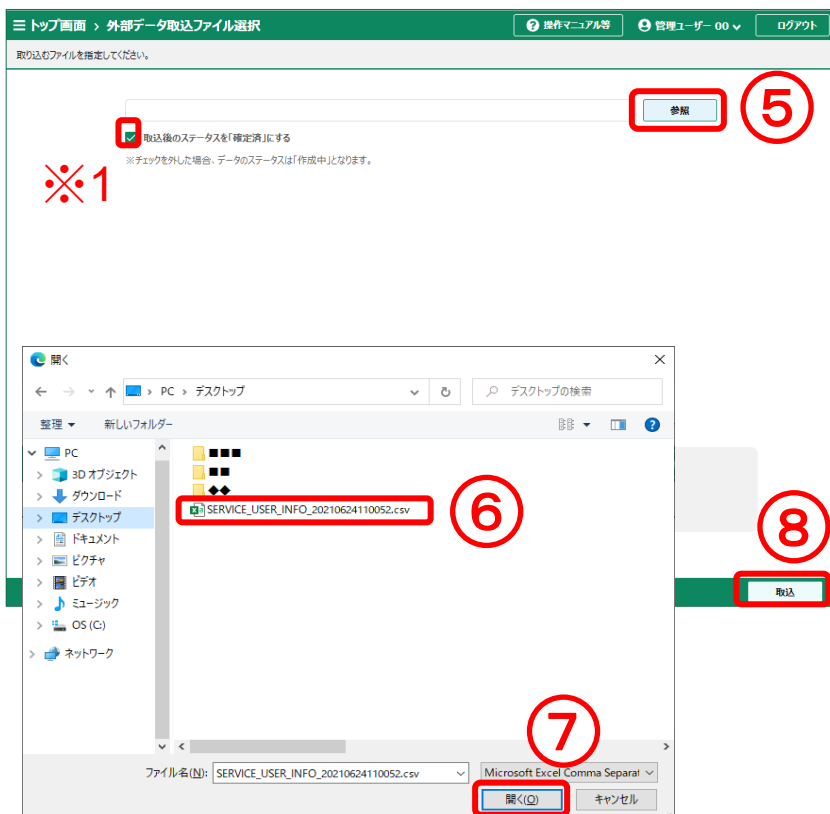 トップ画面 > 外部データ取込ファイル選択 ? 操作マニュアル等 管理ユーザー 00 ログアウト
取り込むファイルを指定してください。
参照
⑤
取込後のステータスを「確定済」にする
※チェックを外した場合、データのステータスは「作成中」となります。
※1
開く
PC > デスクトップ
デスクトップの検索
整理 新しいフォルダー
PC
3D オブジェクト
ダウンロード
デスクトップ
ドキュメント
ピクチャ
ビデオ
ミュージック
OS (C:)
ネットワーク
■■■
■■
◆◆
SERVICE_USER_INFO_20210624110052.csv
⑥
⑧
取込
⑦
ファイル名(N): SERVICE_USER_INFO_20210624110052.csv
Microsoft Excel Comma Separat
開く(O) キャンセル